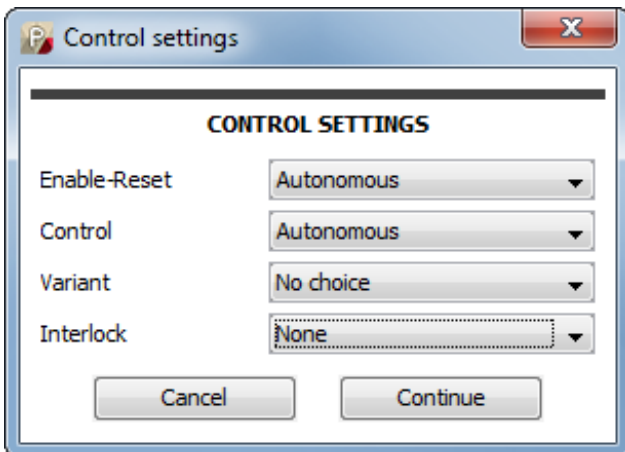 Control settings
CONTROL SETTINGS
Enable-Reset Autonomous
Control Autonomous
Variant No choice
Interlock None
Cancel Continue